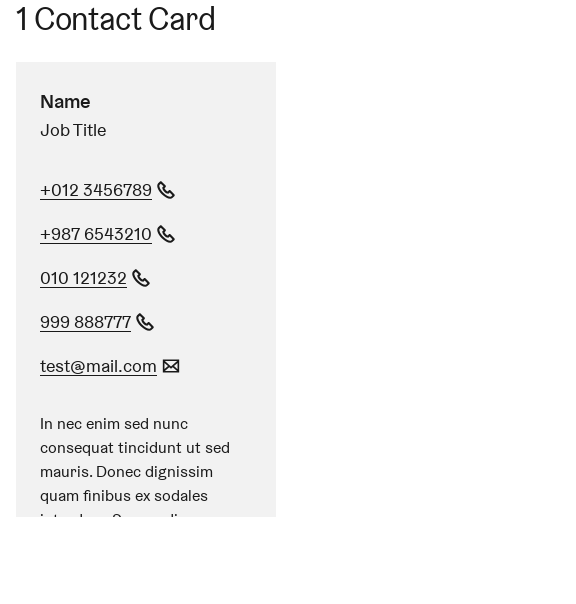 1 Contact Card
Name
Job Title
+012 3456789
+987 6543210
010 121232
999 888777
test@mail.com
In nec enim sed nunc
consequat tincidunt ut sed
mauris. Donec dignissim
quam finibus ex sodales